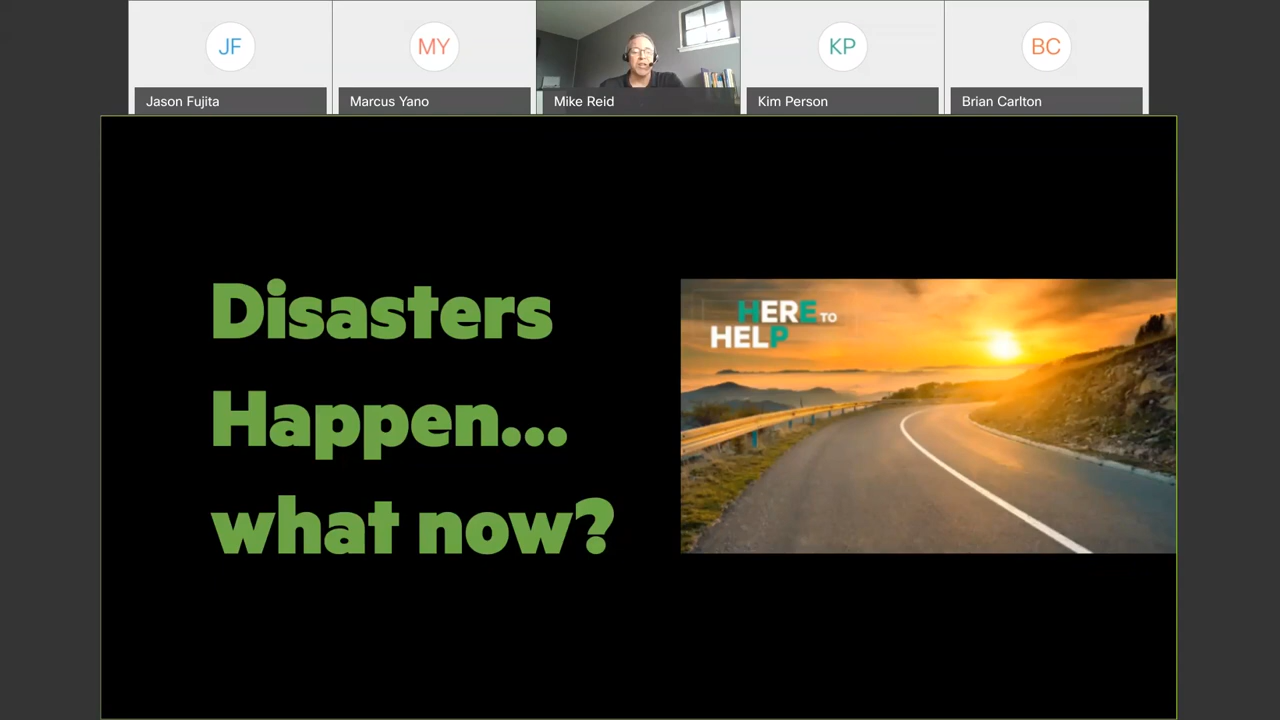 JF
MY
KP
BC
Jason Fujita
Marcus Yano
Mike Reid
Kim Person
Brian Carlton
Disasters
Happen...
what now?
HERE TO
HELP